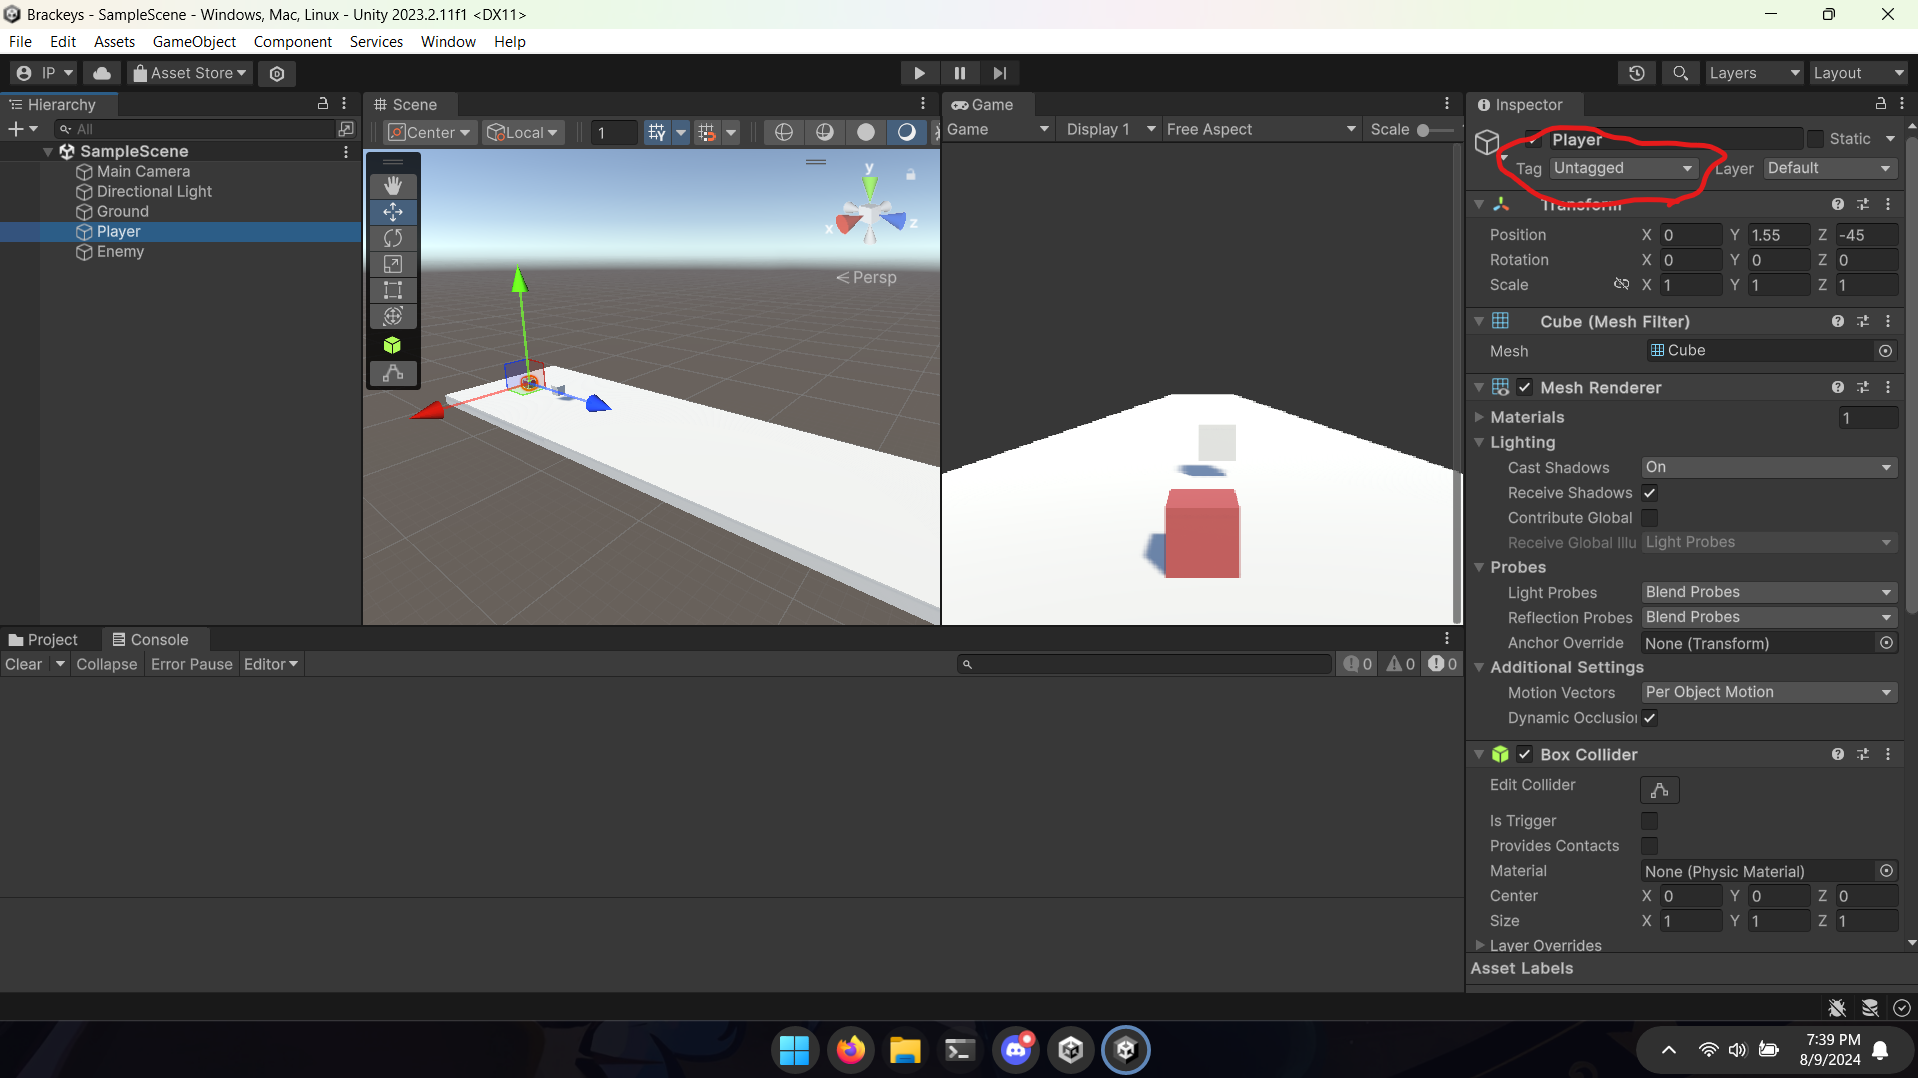 Brackeys - SampleScene - Windows, Mac, Linux - Unity 2023.2.11f1 <DX11>
File Edit Assets GameObject Component Services Window Help
IP Asset Store Layers Layout
Hierarchy
All
SampleScene
Main Camera
Directional Light
Ground
Player
Enemy
Scene
Center Local 1
y
x
z
Persp
Game
Game Display 1 Free Aspect Scale
Inspector
Player Static
Tag Untagged Layer Default
Transform
Position X 0 Y 1.55 Z -45
Rotation X 0 Y 0 Z 0
Scale X 1 Y 1 Z 1
Cube (Mesh Filter)
Mesh Cube
Mesh Renderer
Materials 1
Lighting
Cast Shadows On
Receive Shadows
Contribute Global
Receive Global Illu Light Probes
Probes
Light Probes Blend Probes
Reflection Probes Blend Probes
Anchor Override None (Transform)
Additional Settings
Motion Vectors Per Object Motion
Dynamic Occlusion
Box Collider
Edit Collider
Is Trigger
Provides Contacts
Material None (Physic Material)
Center X 0 Y 0 Z 0
Size X 1 Y 1 Z 1
Layer Overrides
Asset Labels
Project Console
Clear Collapse Error Pause Editor 0 0 0
7:39 PM
8/9/2024